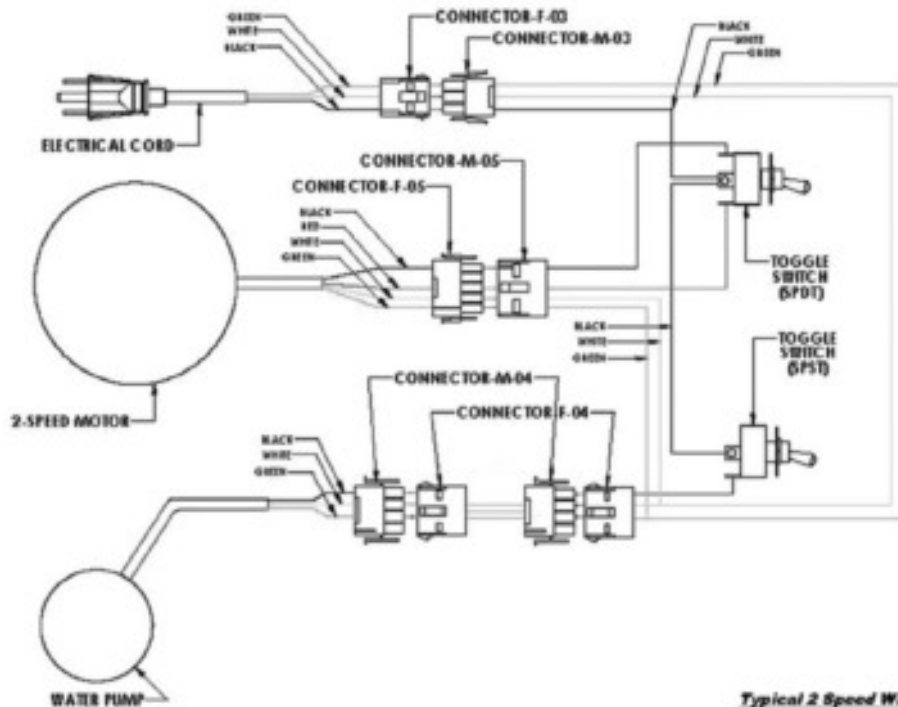 GREEN
WHITE
BLACK
CONNECTOR-F-03
CONNECTOR-M-03
BLACK
WHITE
GREEN
ELECTRICAL CORD
CONNECTOR-M-05
CONNECTOR-F-05
BLACK
RED
WHITE
GREEN
TOGGLE
SWITCH
(SPDT)
BLACK
WHITE
GREEN
TOGGLE
SWITCH
(SPST)
2-SPEED MOTOR
CONNECTOR-M-04
CONNECTOR-F-04
BLACK
WHITE
GREEN
WATER PUMP
Typical 2 Speed